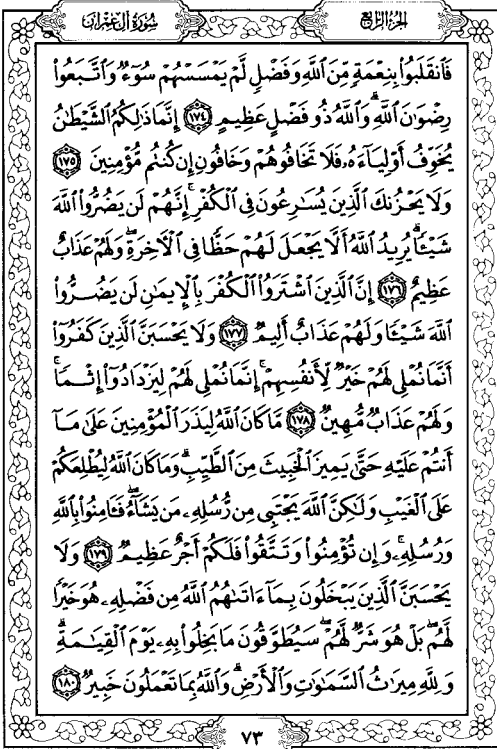 الجزء الرابع
سورة آل عمران
فَٱنقَلَبُوا۟ بِنِعْمَةٍ مِّنَ ٱللَّهِ وَفَضْلٍ لَّمْ يَمْسَسْهُمْ سُوٓءٌ وَٱتَّبَعُوا۟
رِضْوَٰنَ ٱللَّهِ ۗ وَٱللَّهُ ذُو فَضْلٍ عَظِيمٍ ١٧٤ إِنَّمَا ذَٰلِكُمُ ٱلشَّيْطَٰنُ
يُخَوِّفُ أَوْلِيَآءَهُۥ فَلَا تَخَافُوهُمْ وَخَافُونِ إِن كُنتُم مُّؤْمِنِينَ ١٧٥
وَلَا يَحْزُنكَ ٱلَّذِينَ يُسَٰرِعُونَ فِى ٱلْكُفْرِ ۚ إِنَّهُمْ لَن يَضُرُّوا۟ ٱللَّهَ
شَيْـًٔا ۗ يُرِيدُ ٱللَّهُ أَلَّا يَجْعَلَ لَهُمْ حَظًّا فِى ٱلْـَٔاخِرَةِ ۖ وَلَهُمْ عَذَابٌ
عَظِيمٌ ١٧٦ إِنَّ ٱلَّذِينَ ٱشْتَرَوُا۟ ٱلْكُفْرَ بِٱلْإِيمَٰنِ لَن يَضُرُّوا۟
ٱللَّهَ شَيْـًٔا وَلَهُمْ عَذَابٌ أَلِيمٌ ١٧٧ وَلَا يَحْسَبَنَّ ٱلَّذِينَ كَفَرُوٓا۟
أَنَّمَا نُمْلِى لَهُمْ خَيْرٌ لِّأَنفُسِهِمْ ۚ إِنَّمَا نُمْلِى لَهُمْ لِيَزْدَادُوٓا۟ إِثْمًا ۚ
وَلَهُمْ عَذَابٌ مُّهِينٌ ١٧٨ مَّا كَانَ ٱللَّهُ لِيَذَرَ ٱلْمُؤْمِنِينَ عَلَىٰ مَآ
أَنتُمْ عَلَيْهِ حَتَّىٰ يَمِيزَ ٱلْخَبِيثَ مِنَ ٱلطَّيِّبِ ۗ وَمَا كَانَ ٱللَّهُ لِيُطْلِعَكُمْ
عَلَى ٱلْغَيْبِ وَلَٰكِنَّ ٱللَّهَ يَجْتَبِى مِن رُّسُلِهِۦ مَن يَشَآءُ ۖ فَـَٔامِنُوا۟ بِٱللَّهِ
وَرُسُلِهِۦ ۚ وَإِن تُؤْمِنُوا۟ وَتَتَّقُوا۟ فَلَكُمْ أَجْرٌ عَظِيمٌ ١٧٩ وَلَا
يَحْسَبَنَّ ٱلَّذِينَ يَبْخَلُونَ بِمَآ ءَاتَىٰهُمُ ٱللَّهُ مِن فَضْلِهِۦ هُوَ خَيْرًا
لَّهُم ۖ بَلْ هُوَ شَرٌّ لَّهُمْ ۖ سَيُطَوَّقُونَ مَا بَخِلُوا۟ بِهِۦ يَوْمَ ٱلْقِيَٰمَةِ ۗ
وَلِلَّهِ مِيرَٰثُ ٱلسَّمَٰوَٰتِ وَٱلْأَرْضِ ۗ وَٱللَّهُ بِمَا تَعْمَلُونَ خَبِيرٌ ١٨٠
٧٣